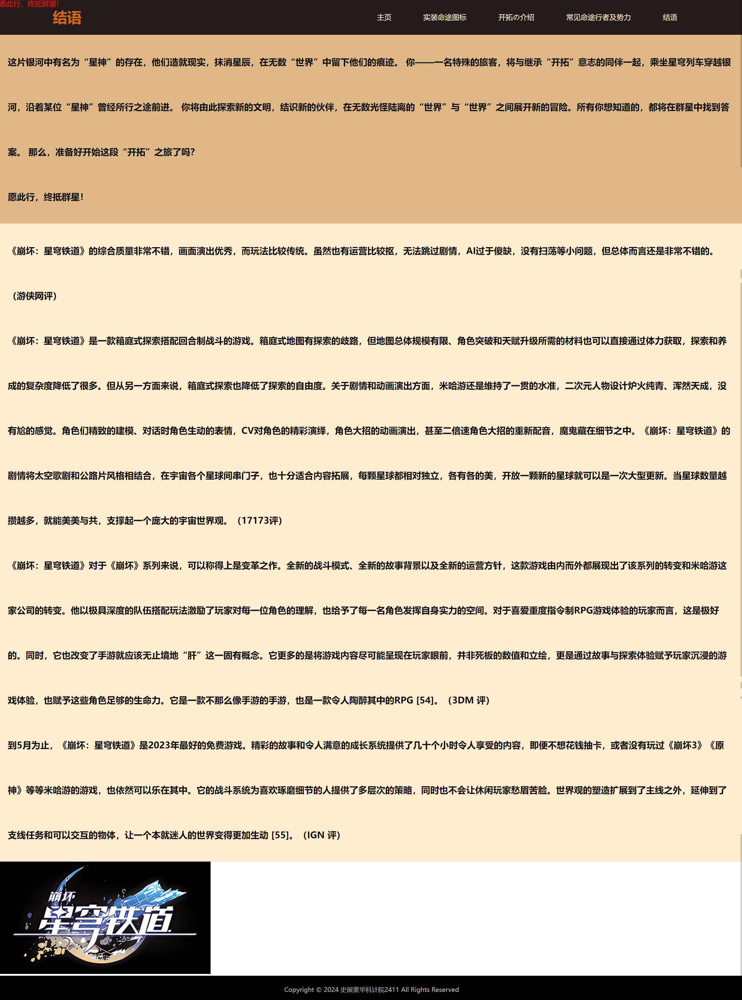 愿此行，终抵群星!
结语
主页
实装命途图标
开拓の介绍
常见命途行者及势力
结语
这片银河中有名为“星神”的存在，他们造就现实，抹消星辰，在无数“世界”中留下他们的痕迹。 你——一名特殊的旅客，将与继承“开拓”意志的同伴一起，乘坐星穹列车穿越银
河，沿着某位“星神”曾经所行之途前进。 你将由此探索新的文明，结识新的伙伴，在无数光怪陆离的“世界”与“世界”之间展开新的冒险。所有你想知道的，都将在群星中找到答
案。 那么，准备好开始这段“开拓”之旅了吗？
愿此行，终抵群星！
《崩坏：星穹铁道》的综合质量非常不错，画面演出优秀，而玩法比较传统。虽然也有运营比较抠，无法跳过剧情，AI过于傻缺，没有扫荡等小问题，但总体而言还是非常不错的。
（游侠网评）
《崩坏：星穹铁道》是一款箱庭式探索搭配回合制战斗的游戏。箱庭式地图有探索的歧路，但地图总体规模有限、角色突破和天赋升级所需的材料也可以直接通过体力获取，探索和养
成的复杂度降低了很多。但从另一方面来说，箱庭式探索也降低了探索的自由度。关于剧情和动画演出方面，米哈游还是维持了一贯的水准，二次元人物设计炉火纯青、浑然天成，没
有尬的感觉。角色们精致的建模、对话时角色生动的表情，CV对角色的精彩演绎，角色大招的动画演出，甚至二倍速角色大招的重新配音，魔鬼藏在细节之中。《崩坏：星穹铁道》的
剧情将太空歌剧和公路片风格相结合，在宇宙各个星球间串门子，也十分适合内容拓展，每颗星球都相对独立，各有各的美，开放一颗新的星球就可以是一次大型更新。当星球数量越
攒越多，就能美美与共，支撑起一个庞大的宇宙世界观。（17173评）
《崩坏：星穹铁道》对于《崩坏》系列来说，可以称得上是变革之作。全新的战斗模式、全新的故事背景以及全新的运营方针，这款游戏由内而外都展现出了该系列的转变和米哈游这
家公司的转变。他以极具深度的队伍搭配玩法激励了玩家对每一位角色的理解，也给予了每一名角色发挥自身实力的空间。对于喜爱重度指令制RPG游戏体验的玩家而言，这是极好
的。同时，它也改变了手游就应该无止境地“肝”这一固有概念。它更多的是将游戏内容尽可能呈现在玩家眼前，并非死板的数值和立绘，更是通过故事与探索体验赋予玩家沉浸的游
戏体验，也赋予这些角色足够的生命力。它是一款不那么像手游的手游，也是一款令人陶醉其中的RPG [54]。（3DM 评）
到5月为止，《崩坏：星穹铁道》是2023年最好的免费游戏。精彩的故事和令人满意的成长系统提供了几十个小时令人享受的内容，即便不想花钱抽卡，或者没有玩过《崩坏3》《原
神》等等米哈游的游戏，也依然可以乐在其中。它的战斗系统为喜欢琢磨细节的人提供了多层次的策略，同时也不会让休闲玩家愁眉苦脸。世界观的塑造扩展到了主线之外，延伸到了
支线任务和可以交互的物体，让一个本就迷人的世界变得更加生动 [55]。（IGN 评）
崩坏
星穹铁道
Copyright © 2024 史展豪华科计院2411 All Rights Reserved